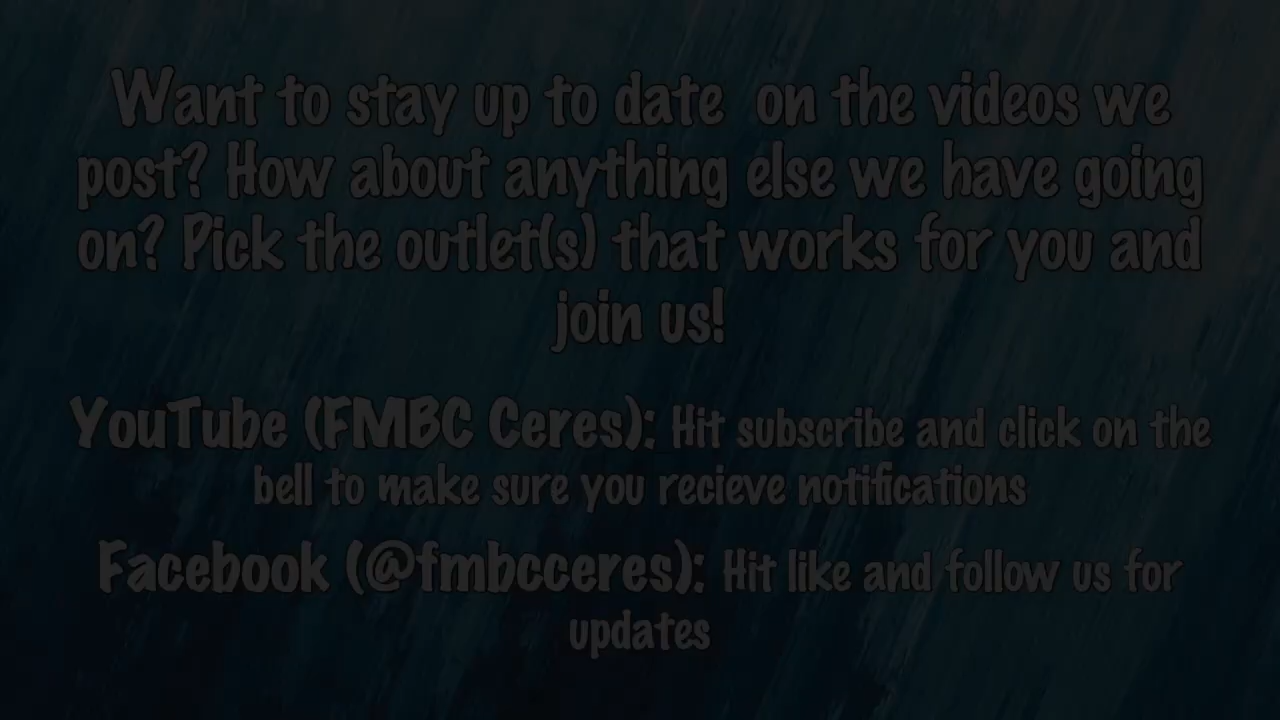 Want to stay up to date on the videos we
post? How about anything else we have going
on? Pick the outlet(s) that works for you and
join us!
YouTube (FMBC Ceres): Hit subscribe and click on the
bell to make sure you recieve notifications
Facebook (@fmbcceres): Hit like and follow us for
updates